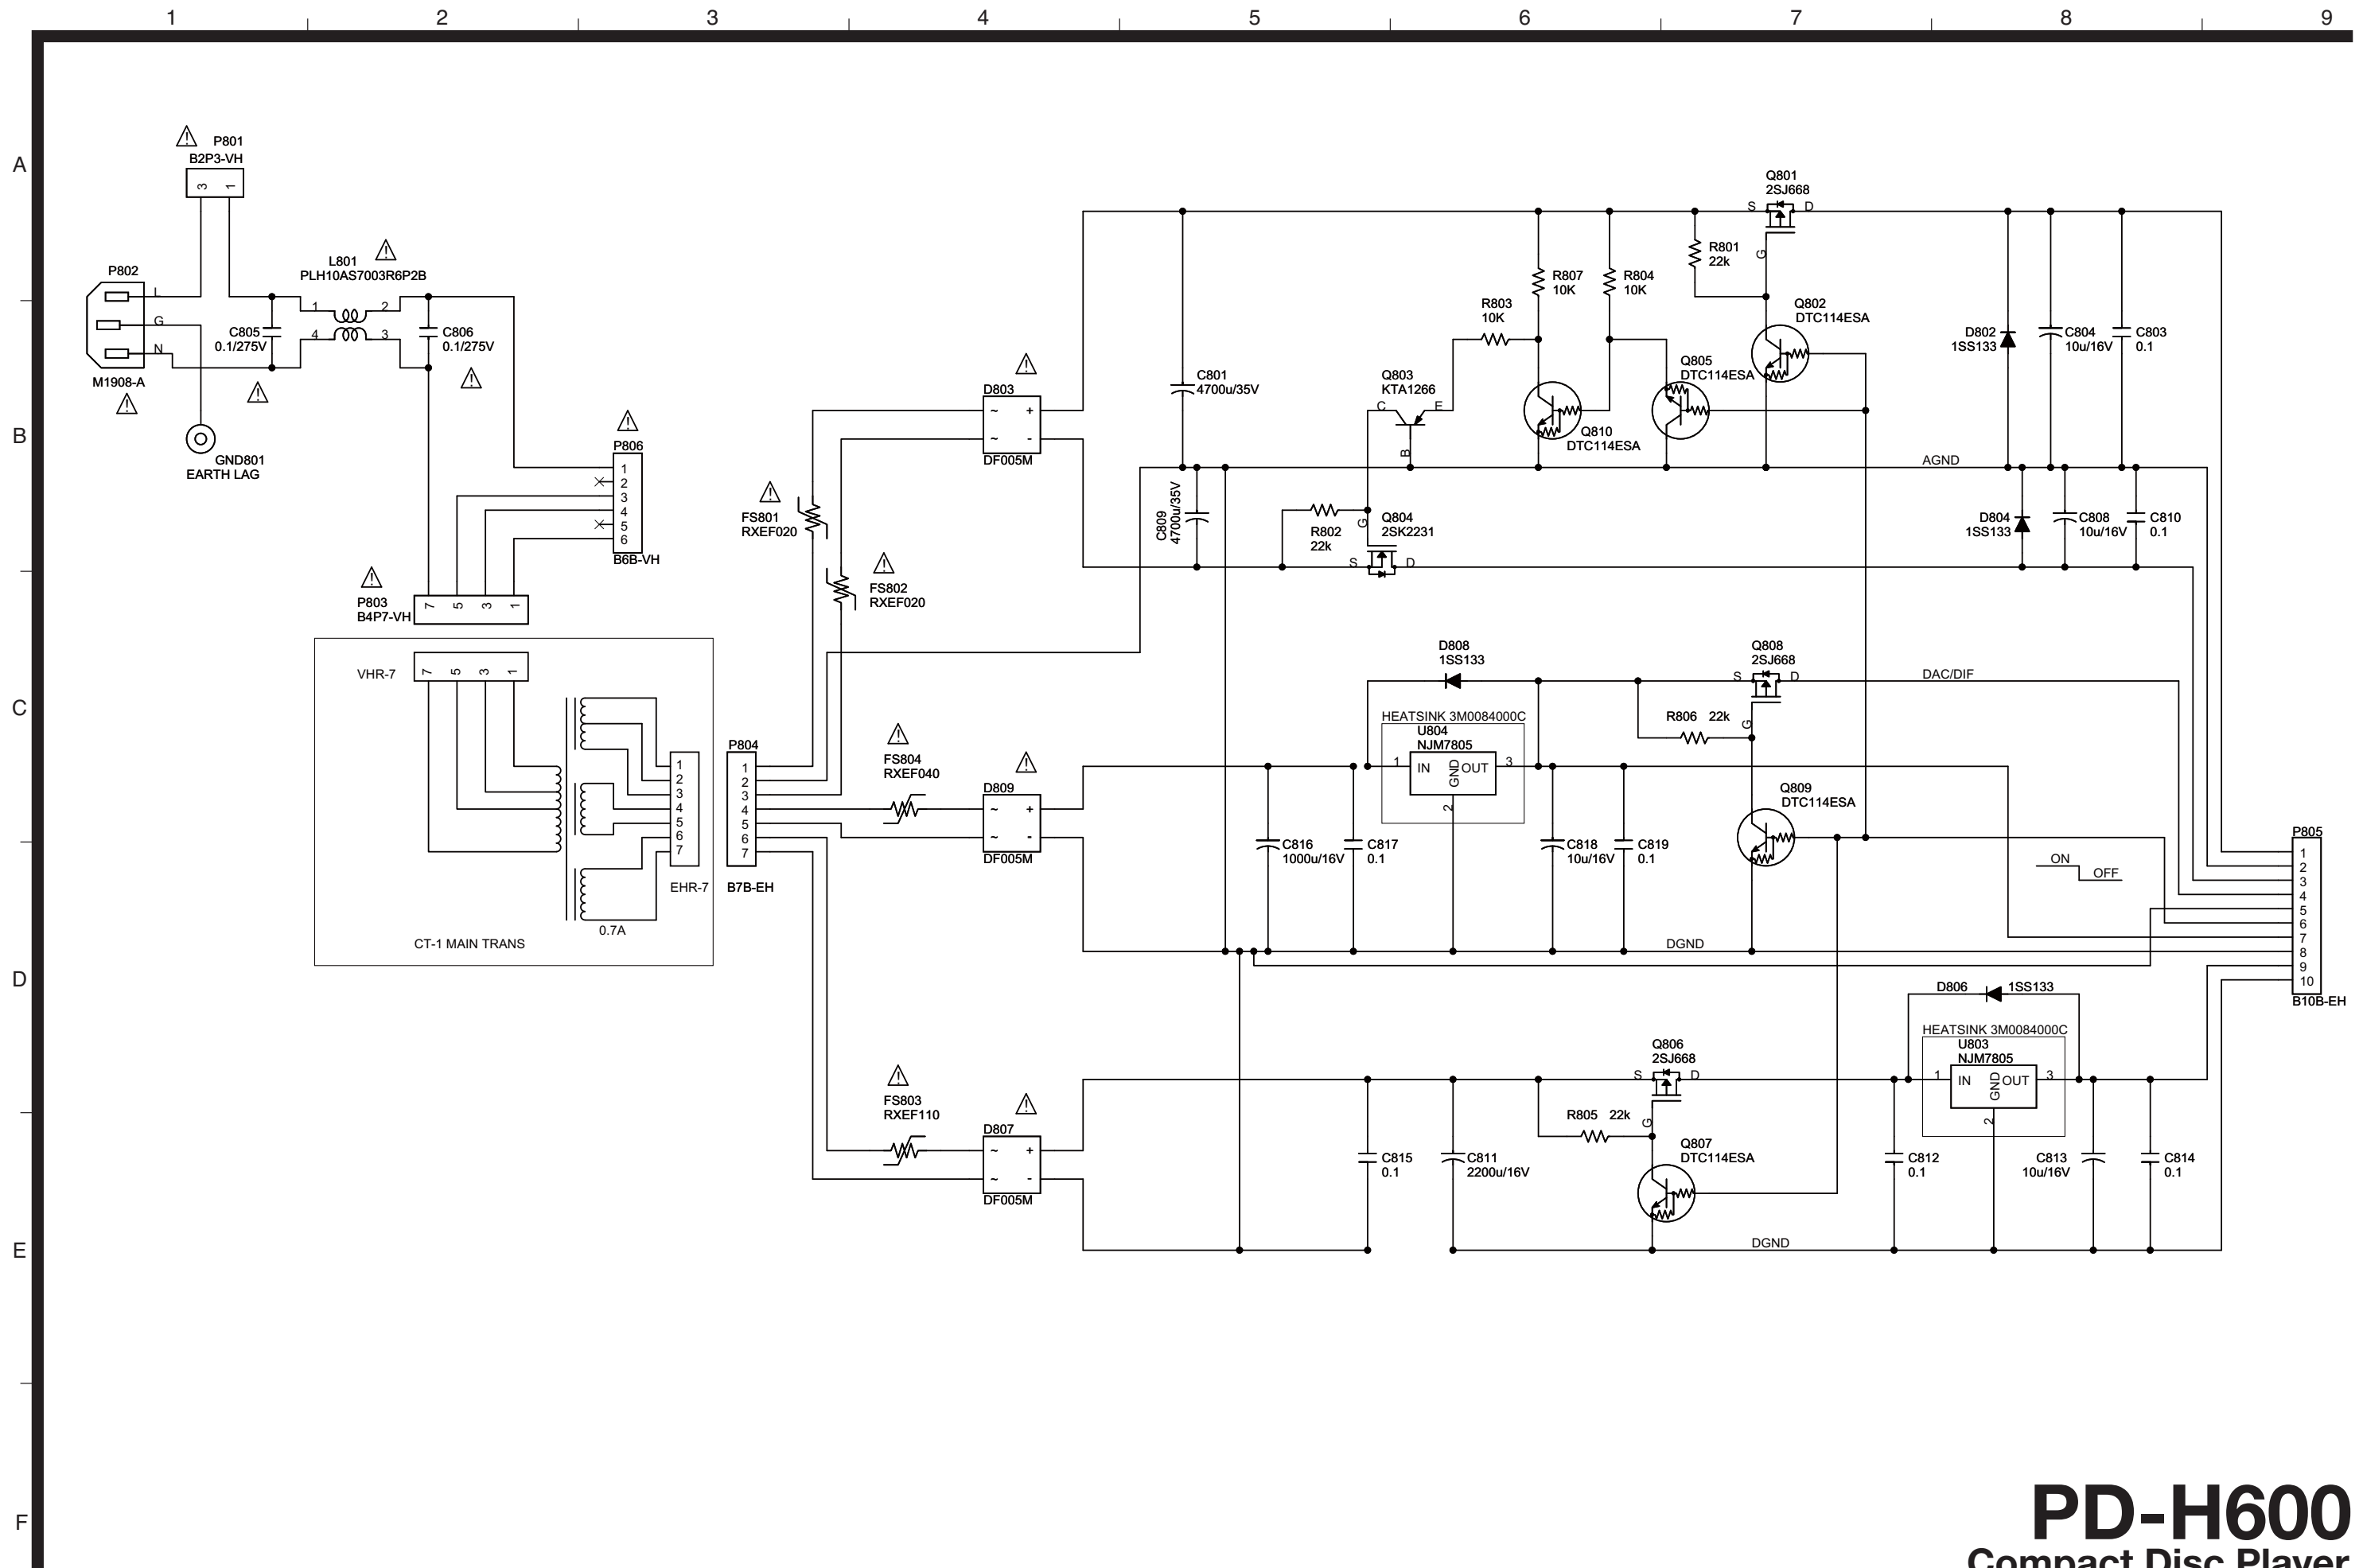 1 2 3 4 5 6 7 8 9
A
B
C
D
E
F
P801
B2P3-VH
3 1
P802
L
G
N
M1908-A
L801
PLH10AS7003R6P2B
1 2
4 3
C805
0.1/275V
C806
0.1/275V
GND801
EARTH LAG
P806
1
2
3
4
5
6
B6B-VH
P803
B4P7-VH
7 5 3 1
VHR-7
7 5 3 1
1
2
3
4
5
6
7
EHR-7
0.7A
CT-1 MAIN TRANS
P804
1
2
3
4
5
6
7
B7B-EH
FS801
RXEF020
FS802
RXEF020
FS804
RXEF040
FS803
RXEF110
D803
~ +
~ -
DF005M
D809
~ +
~ -
DF005M
D807
~ +
~ -
DF005M
C801
4700u/35V
C809
4700u/35V
Q803
KTA1266
C E
B
R803
10K
R807
10K
R804
10K
Q810
DTC114ESA
Q805
DTC114ESA
Q801
2SJ668
S D
G
R801
22k
Q802
DTC114ESA
D802
1SS133
C804
10u/16V
C803
0.1
AGND
R802
22k
Q804
2SK2231
G
S D
D804
1SS133
C808
10u/16V
C810
0.1
D808
1SS133
HEATSINK 3M0084000C
U804
NJM7805
1 IN GND OUT 3
2
Q808
2SJ668
S D
G
R806 22k
DAC/DIF
Q809
DTC114ESA
C816
1000u/16V
C817
0.1
C818
10u/16V
C819
0.1
DGND
ON
OFF
P805
1
2
3
4
5
6
7
8
9
10
B10B-EH
D806 1SS133
HEATSINK 3M0084000C
U803
NJM7805
1 IN GND OUT 3
2
Q806
2SJ668
S D
G
R805 22k
Q807
DTC114ESA
C815
0.1
C811
2200u/16V
C812
0.1
C813
10u/16V
C814
0.1
DGND
PD-H600
Compact Disc Player